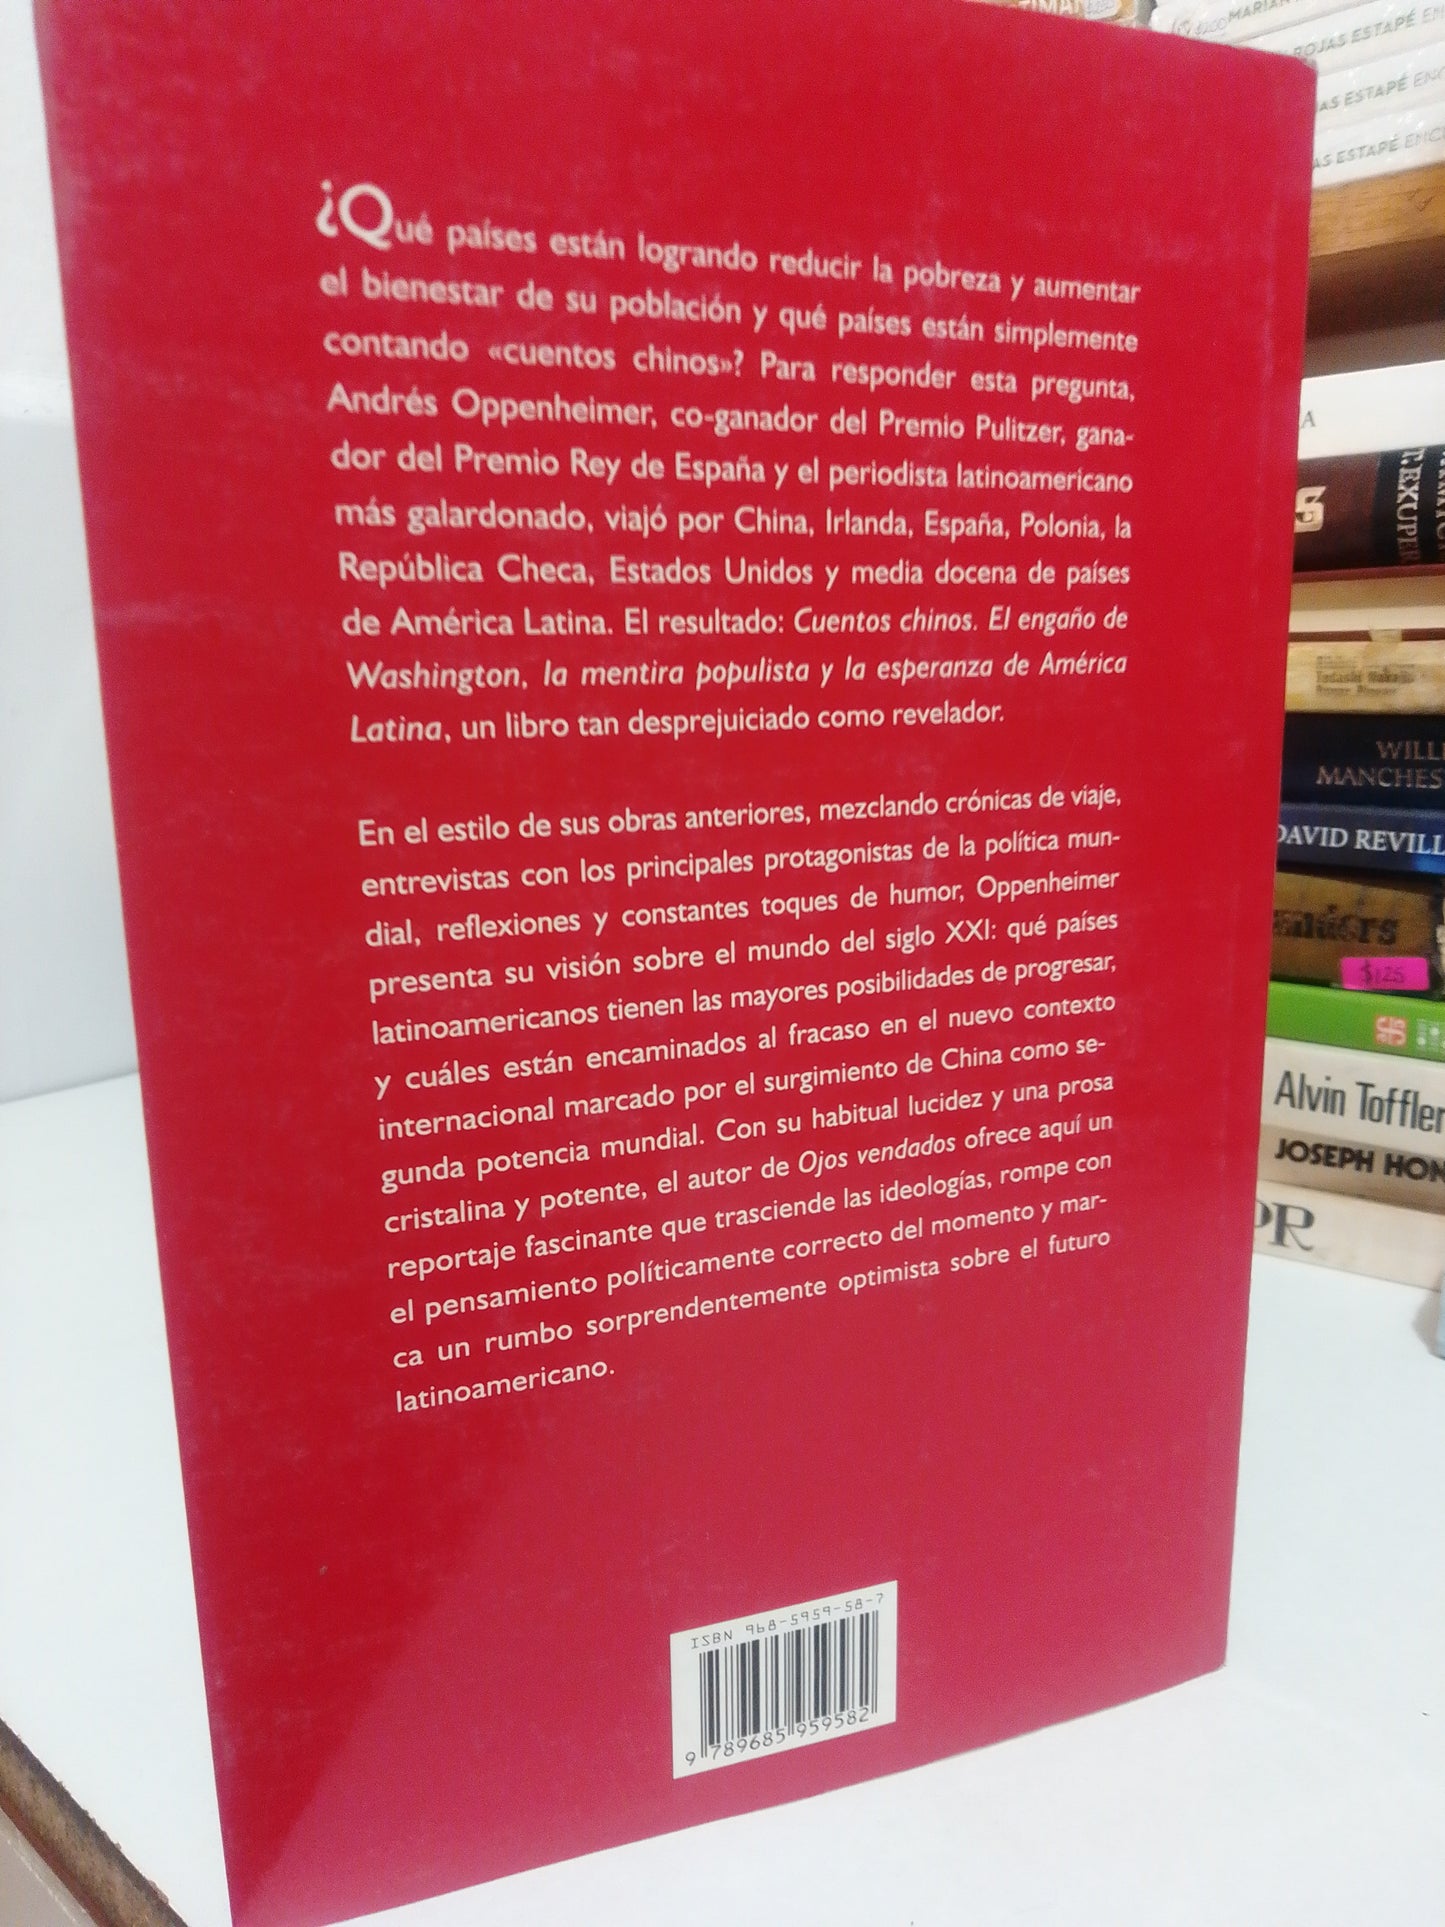 ¿Qué países están logrando reducir la pobreza y aumentar
el bienestar de su población y qué países están simplemente
contando «cuentos chinos»? Para responder esta pregunta,
Andrés Oppenheimer, co-ganador del Premio Pulitzer, gana-
dor del Premio Rey de España y el periodista latinoamericano
más galardonado, viajó por China, Irlanda, España, Polonia, la
República Checa, Estados Unidos y media docena de países
de América Latina. El resultado: Cuentos chinos. El engaño de
Washington, la mentira populista y la esperanza de América
Latina, un libro tan desprejuiciado como revelador.
En el estilo de sus obras anteriores, mezclando crónicas de viaje,
entrevistas con los principales protagonistas de la política mun-
dial, reflexiones y constantes toques de humor, Oppenheimer
presenta su visión sobre el mundo del siglo XXI: qué países
latinoamericanos tienen las mayores posibilidades de progresar,
y cuáles están encaminados al fracaso en el nuevo contexto
internacional marcado por el surgimiento de China como se-
gunda potencia mundial. Con su habitual lucidez y una prosa
cristalina y potente, el autor de Ojos vendados ofrece aquí un
reportaje fascinante que trasciende las ideologías, rompe con
el pensamiento políticamente correcto del momento y mar-
ca un rumbo sorprendentemente optimista sobre el futuro
latinoamericano.
ISBN 968-5959-58-7
9 789685 959582
ROJAS ESTAPÉ
AS ESTAPÉ
AS ESTAPÉ
T. EXUPER
WILL
MANCHES
DAVID REVILL
$125
Alvin Toffler
JOSEPH HON
OR